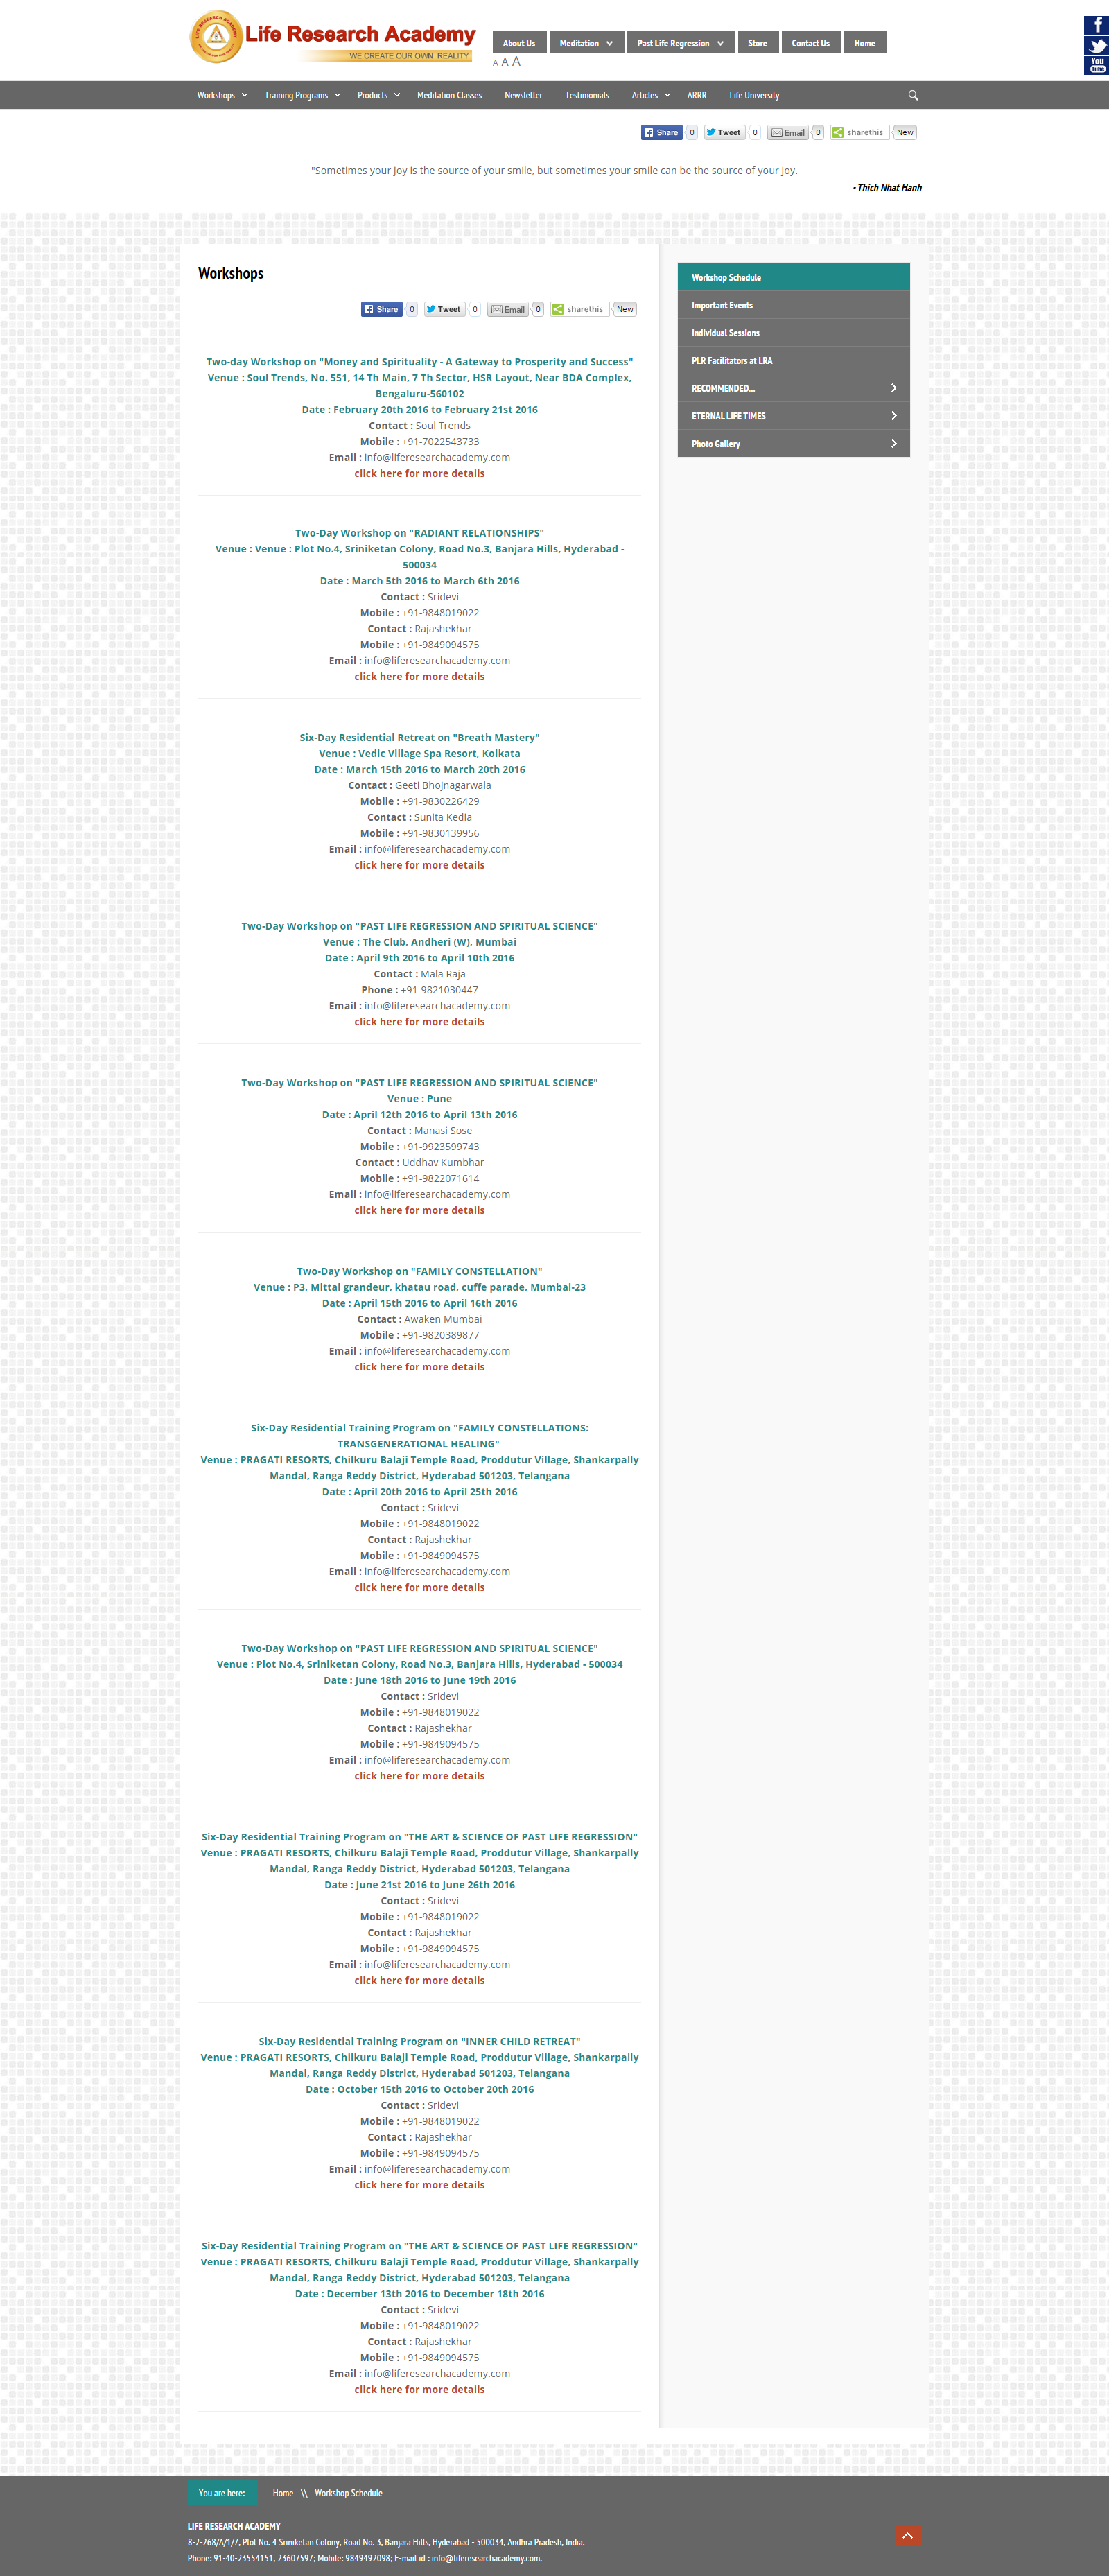 LIFE RESEARCH ACADEMY
Life Research Academy
WE CREATE OUR OWN REALITY
About Us Meditation Past Life Regression Store Contact Us Home
A A A
Workshops Training Programs Products Meditation Classes Newsletter Testimonials Articles ARRR Life University
Share 0 Tweet 0 Email 0 sharethis New
"Sometimes your joy is the source of your smile, but sometimes your smile can be the source of your joy.
- Thich Nhat Hanh
Workshops
Share 0 Tweet 0 Email 0 sharethis New
Two-day Workshop on "Money and Spirituality - A Gateway to Prosperity and Success"
Venue : Soul Trends, No. 551, 14 Th Main, 7 Th Sector, HSR Layout, Near BDA Complex,
Bengaluru-560102
Date : February 20th 2016 to February 21st 2016
Contact : Soul Trends
Mobile : +91-7022543733
Email : info@liferesearchacademy.com
click here for more details
Two-Day Workshop on "RADIANT RELATIONSHIPS"
Venue : Venue : Plot No.4, Sriniketan Colony, Road No.3, Banjara Hills, Hyderabad -
500034
Date : March 5th 2016 to March 6th 2016
Contact : Sridevi
Mobile : +91-9848019022
Contact : Rajashekhar
Mobile : +91-9849094575
Email : info@liferesearchacademy.com
click here for more details
Six-Day Residential Retreat on "Breath Mastery"
Venue : Vedic Village Spa Resort, Kolkata
Date : March 15th 2016 to March 20th 2016
Contact : Geeti Bhojnagarwala
Mobile : +91-9830226429
Contact : Sunita Kedia
Mobile : +91-9830139956
Email : info@liferesearchacademy.com
click here for more details
Two-Day Workshop on "PAST LIFE REGRESSION AND SPIRITUAL SCIENCE"
Venue : The Club, Andheri (W), Mumbai
Date : April 9th 2016 to April 10th 2016
Contact : Mala Raja
Phone : +91-9821030447
Email : info@liferesearchacademy.com
click here for more details
Two-Day Workshop on "PAST LIFE REGRESSION AND SPIRITUAL SCIENCE"
Venue : Pune
Date : April 12th 2016 to April 13th 2016
Contact : Manasi Sose
Mobile : +91-9923599743
Contact : Uddhav Kumbhar
Mobile : +91-9822071614
Email : info@liferesearchacademy.com
click here for more details
Two-Day Workshop on "FAMILY CONSTELLATION"
Venue : P3, Mittal grandeur, khatau road, cuffe parade, Mumbai-23
Date : April 15th 2016 to April 16th 2016
Contact : Awaken Mumbai
Mobile : +91-9820389877
Email : info@liferesearchacademy.com
click here for more details
Six-Day Residential Training Program on "FAMILY CONSTELLATIONS:
TRANSGENERATIONAL HEALING"
Venue : PRAGATI RESORTS, Chilkuru Balaji Temple Road, Proddutur Village, Shankarpally
Mandal, Ranga Reddy District, Hyderabad 501203, Telangana
Date : April 20th 2016 to April 25th 2016
Contact : Sridevi
Mobile : +91-9848019022
Contact : Rajashekhar
Mobile : +91-9849094575
Email : info@liferesearchacademy.com
click here for more details
Two-Day Workshop on "PAST LIFE REGRESSION AND SPIRITUAL SCIENCE"
Venue : Plot No.4, Sriniketan Colony, Road No.3, Banjara Hills, Hyderabad - 500034
Date : June 18th 2016 to June 19th 2016
Contact : Sridevi
Mobile : +91-9848019022
Contact : Rajashekhar
Mobile : +91-9849094575
Email : info@liferesearchacademy.com
click here for more details
Six-Day Residential Training Program on "THE ART & SCIENCE OF PAST LIFE REGRESSION"
Venue : PRAGATI RESORTS, Chilkuru Balaji Temple Road, Proddutur Village, Shankarpally
Mandal, Ranga Reddy District, Hyderabad 501203, Telangana
Date : June 21st 2016 to June 26th 2016
Contact : Sridevi
Mobile : +91-9848019022
Contact : Rajashekhar
Mobile : +91-9849094575
Email : info@liferesearchacademy.com
click here for more details
Six-Day Residential Training Program on "INNER CHILD RETREAT"
Venue : PRAGATI RESORTS, Chilkuru Balaji Temple Road, Proddutur Village, Shankarpally
Mandal, Ranga Reddy District, Hyderabad 501203, Telangana
Date : October 15th 2016 to October 20th 2016
Contact : Sridevi
Mobile : +91-9848019022
Contact : Rajashekhar
Mobile : +91-9849094575
Email : info@liferesearchacademy.com
click here for more details
Six-Day Residential Training Program on "THE ART & SCIENCE OF PAST LIFE REGRESSION"
Venue : PRAGATI RESORTS, Chilkuru Balaji Temple Road, Proddutur Village, Shankarpally
Mandal, Ranga Reddy District, Hyderabad 501203, Telangana
Date : December 13th 2016 to December 18th 2016
Contact : Sridevi
Mobile : +91-9848019022
Contact : Rajashekhar
Mobile : +91-9849094575
Email : info@liferesearchacademy.com
click here for more details
Workshop Schedule
Important Events
Individual Sessions
PLR Facilitators at LRA
RECOMMENDED...
ETERNAL LIFE TIMES
Photo Gallery
f
You
Tube
You are here: Home \\ Workshop Schedule
LIFE RESEARCH ACADEMY
8-2-268/A/1/7, Plot No. 4 Sriniketan Colony, Road No. 3, Banjara Hills, Hyderabad - 500034, Andhra Pradesh, India.
Phone: 91-40-23554151, 23607597; Mobile: 9849492098; E-mail id : info@liferesearchacademy.com.